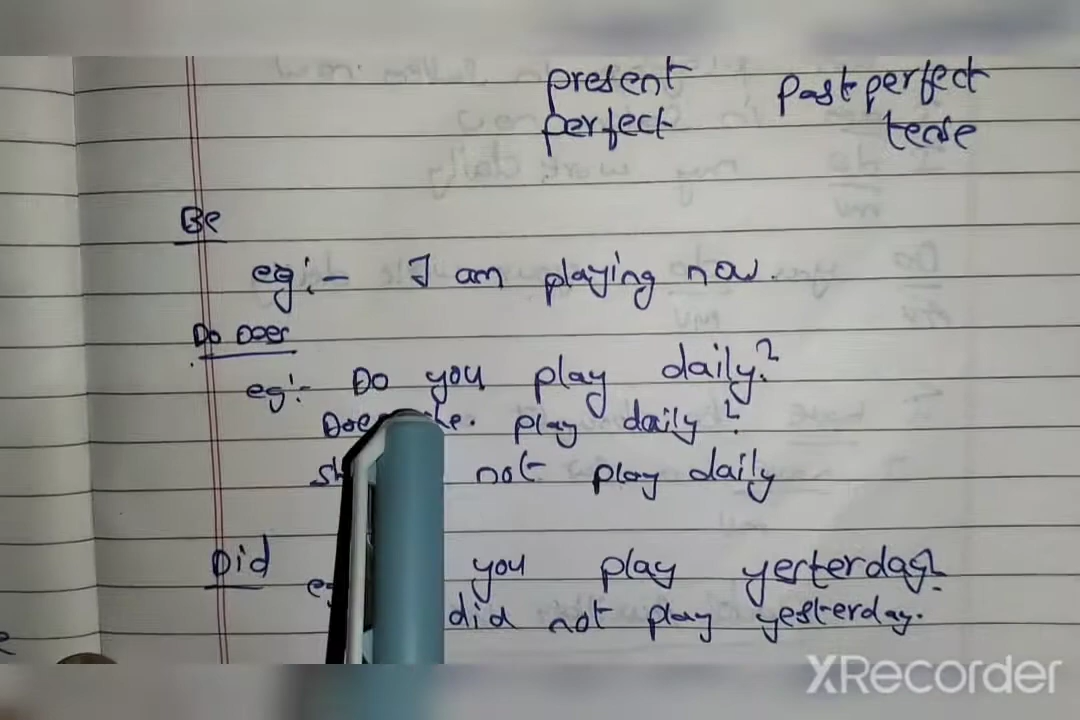 present past perfect
perfect tense
Be
eg:- I am playing now.
Do Does
eg:- Do you play daily?
play daily?
not play daily
Did you play yesterday?
did not play yesterday.
XRecorder